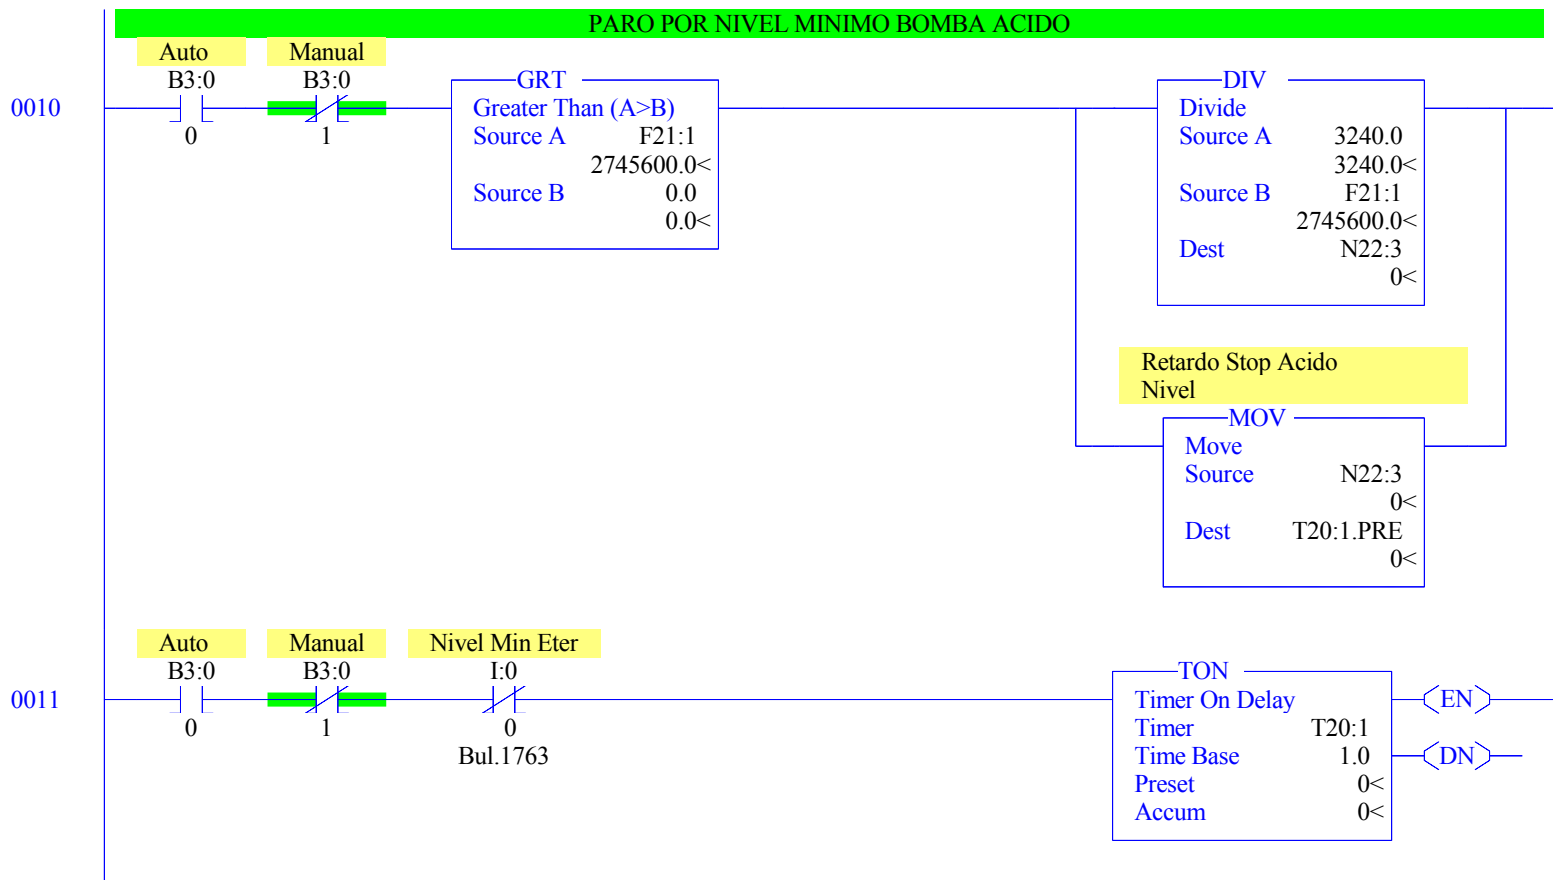 PARO POR NIVEL MINIMO BOMBA ACIDO
Auto Manual
B3:0 B3:0
0010
0 1
GRT
Greater Than (A>B)
Source A F21:1
2745600.0<
Source B 0.0
0.0<
DIV
Divide
Source A 3240.0
3240.0<
Source B F21:1
2745600.0<
Dest N22:3
0<
Retardo Stop Acido
Nivel
MOV
Move
Source N22:3
0<
Dest T20:1.PRE
0<
Auto Manual Nivel Min Eter
B3:0 B3:0 I:0
0011
0 1 0
Bul.1763
TON
Timer On Delay
Timer T20:1
Time Base 1.0
Preset 0<
Accum 0<
EN
DN